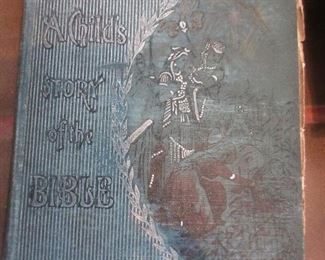 A Child's
STORY
of the
BIBLE